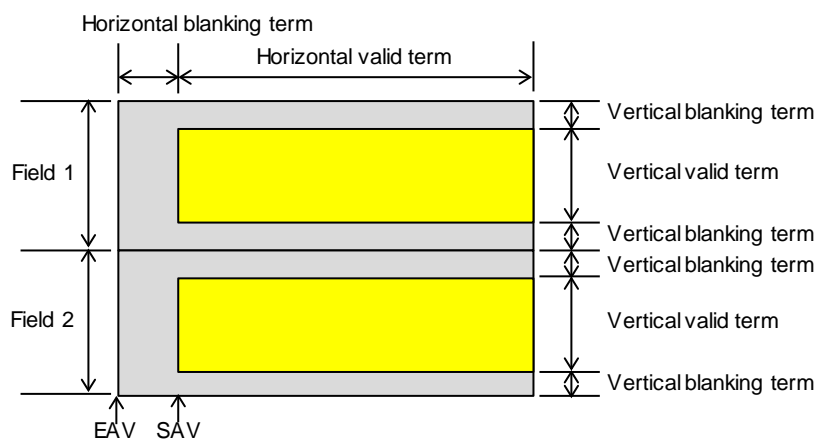 Horizontal blanking term
Horizontal valid term
Vertical blanking term
Field 1
Vertical valid term
Vertical blanking term
Vertical blanking term
Field 2
Vertical valid term
Vertical blanking term
EAV SAV